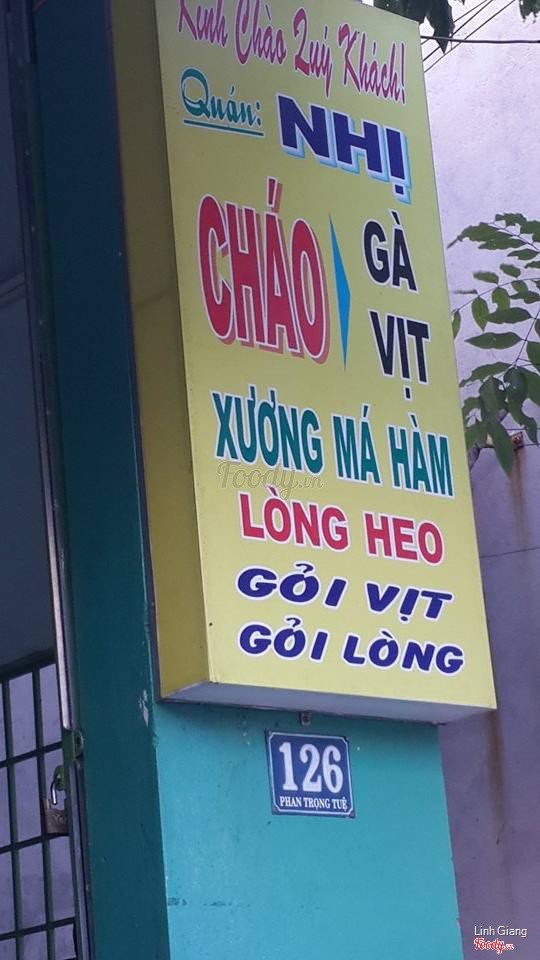 Kính Chào Quý Khách!
Quán: NHỊ
CHÁO GÀ
VỊT
XƯƠNG MÁ HÀM
Foody.vn
LÒNG HEO
GỎI VỊT
GỎI LÒNG
126
PHAN TRỌNG TUỆ
Linh Giang
Foody.vn